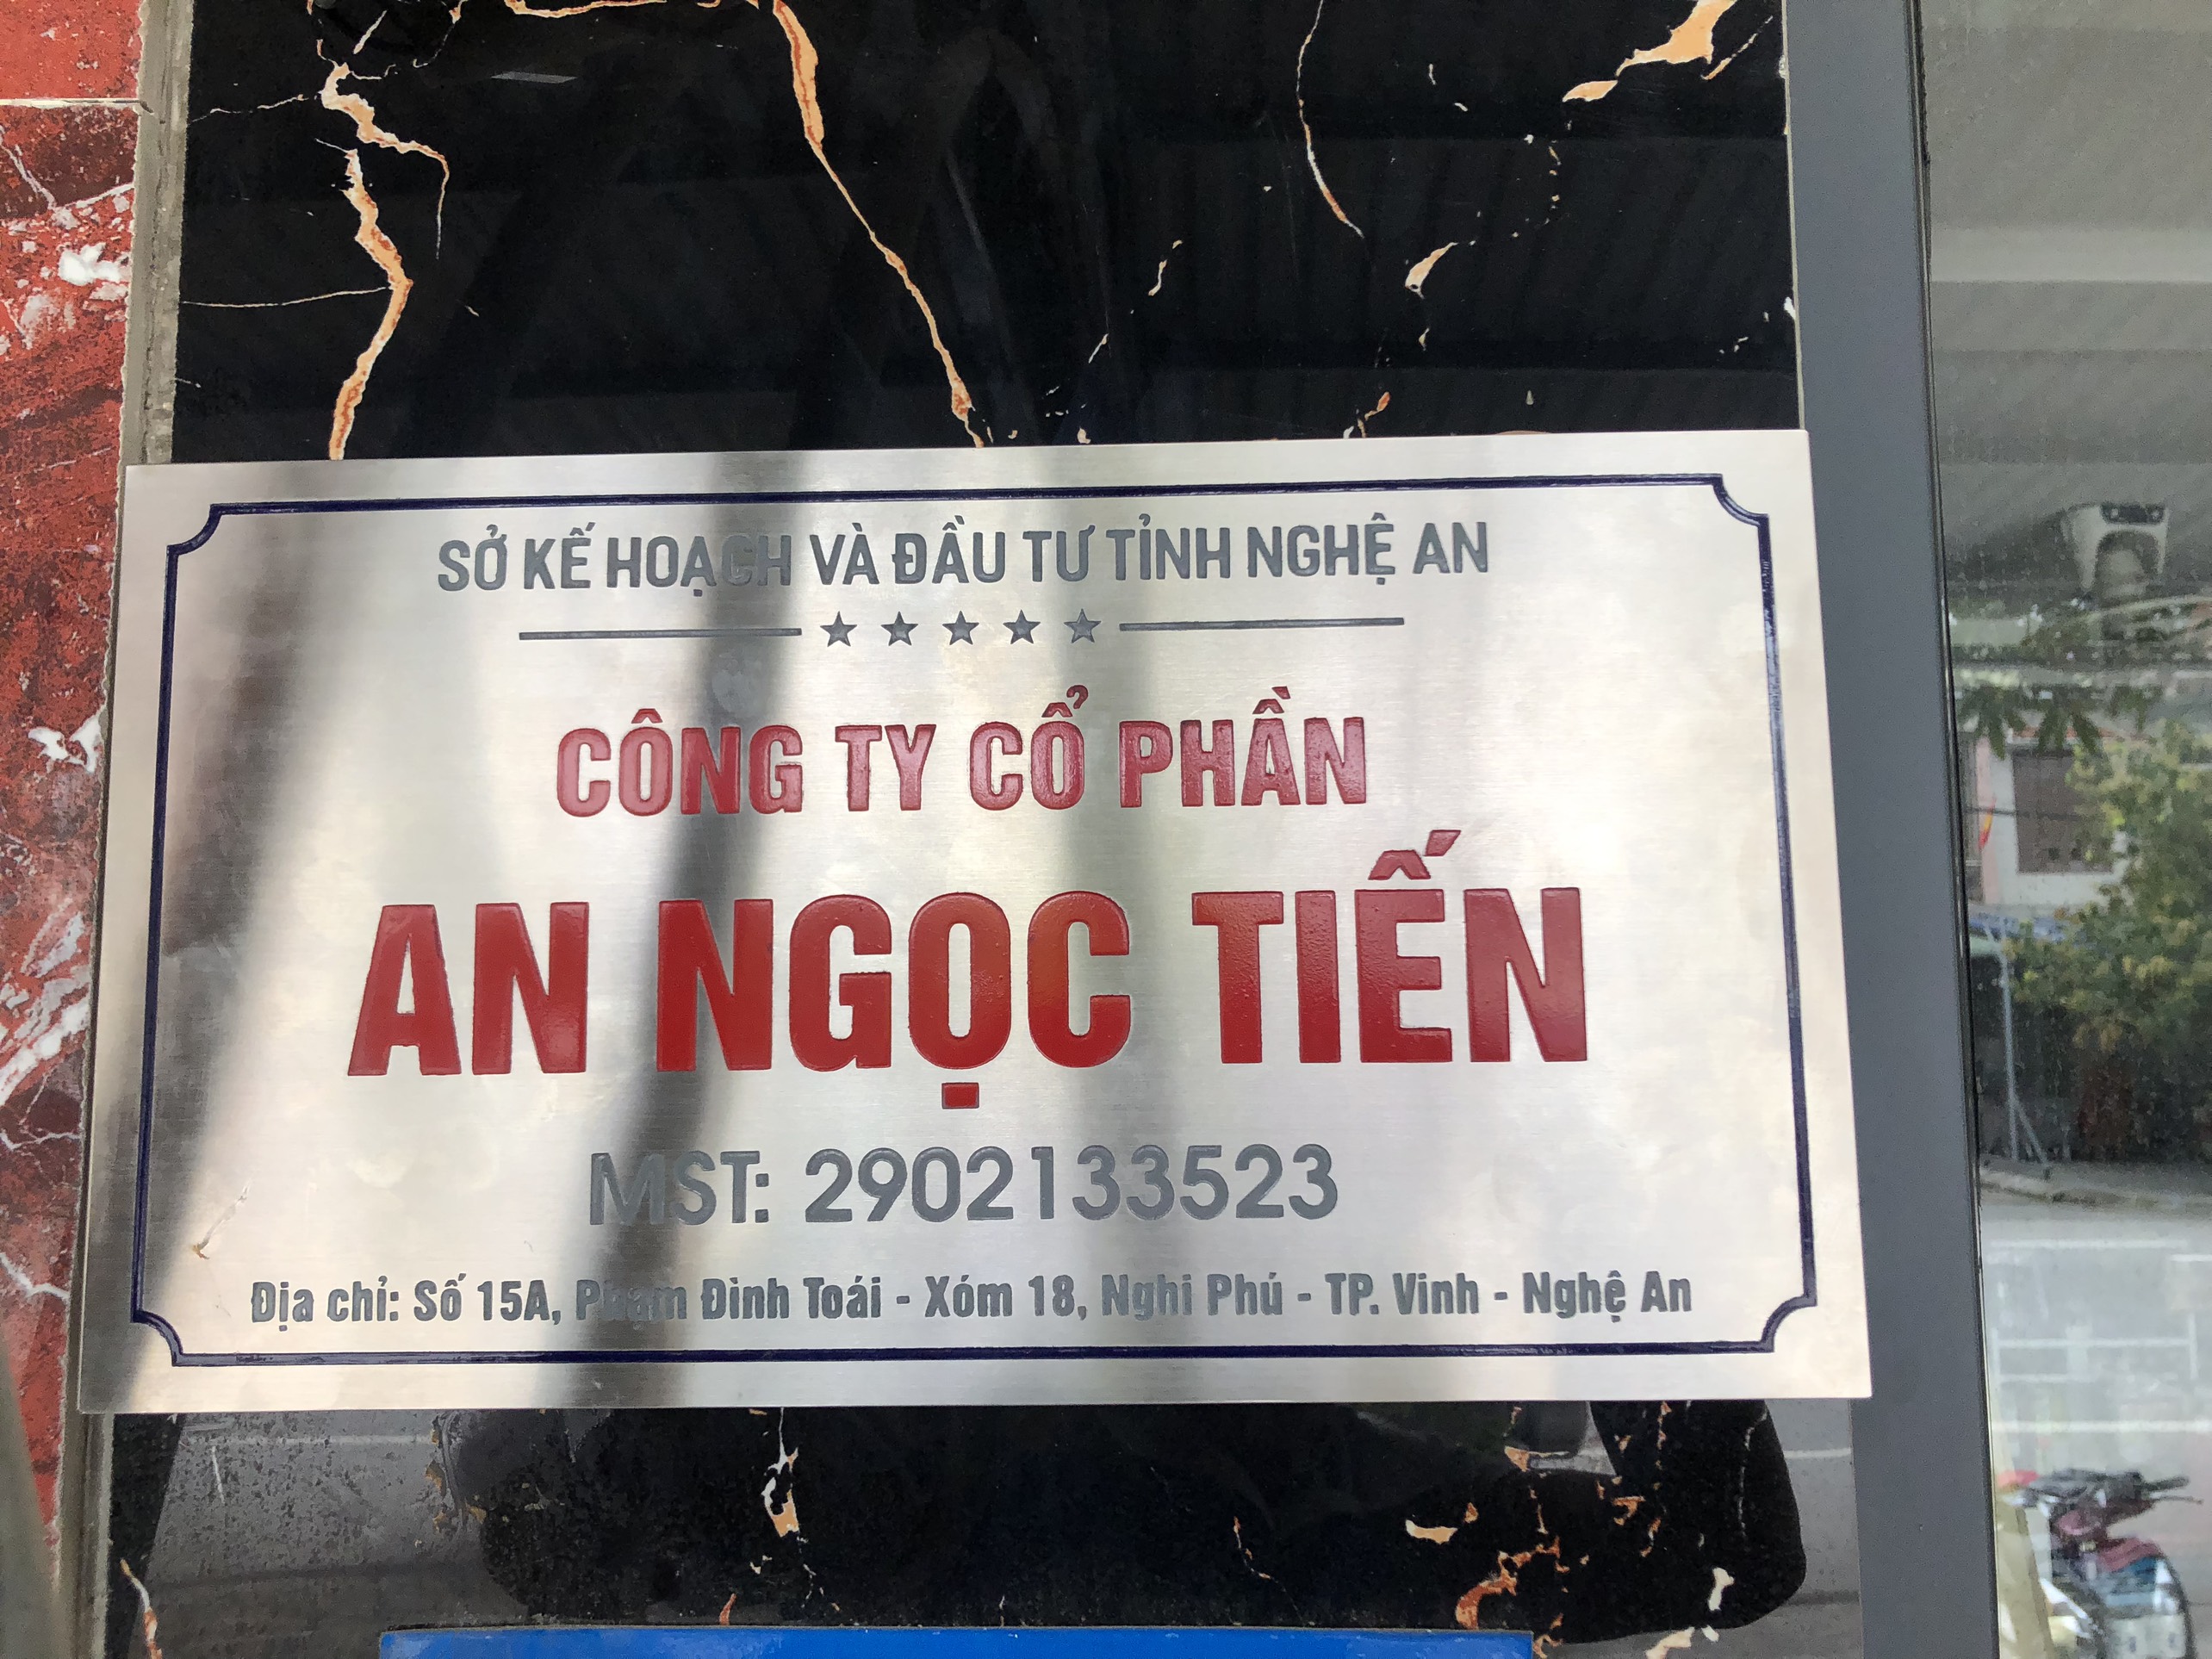 SỞ KẾ HOẠCH VÀ ĐẦU TƯ TỈNH NGHỆ AN
CÔNG TY CỔ PHẦN
AN NGỌC TIẾN
MST: 2902133523
Địa chỉ: Số 15A, Phạm Đình Toái - Xóm 18, Nghi Phú - TP. Vinh - Nghệ An